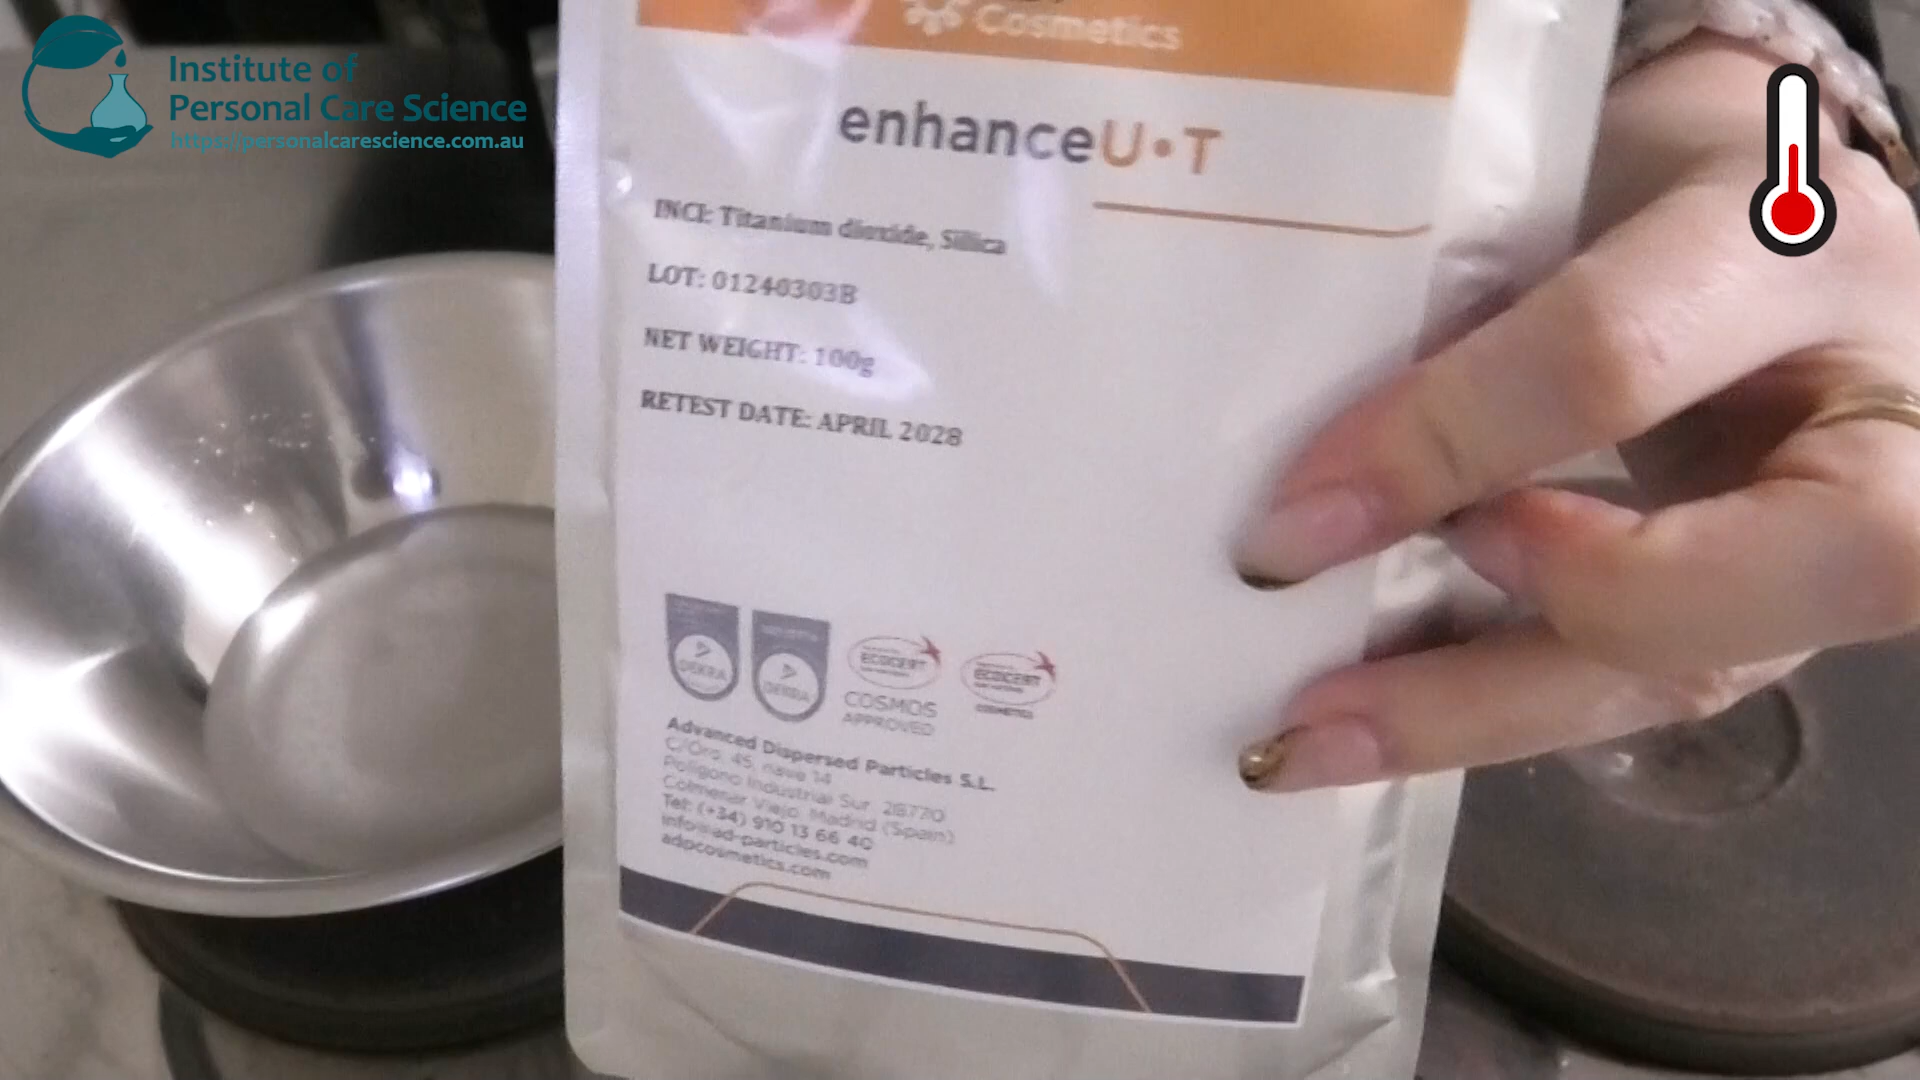 Institute of
Personal Care Science
https://personalcarescience.com.au
Cosmetics
enhanceU•T
INCI: Titanium dioxide, Silica
LOT: 01240303B
NET WEIGHT: 100g
RETEST DATE: APRIL 2028
DEKRA
DEKRA
ECOCERT
COSMOS
APPROVED
ECOCERT
COSMETICS
Advanced Dispersed Particles S.L.
C/Oro, 45, nave 14
Polígono Industrial Sur, 28770
Colmenar Viejo, Madrid (Spain)
Tel: (+34) 910 13 66 40
info@ad-particles.com
adpcosmetics.com